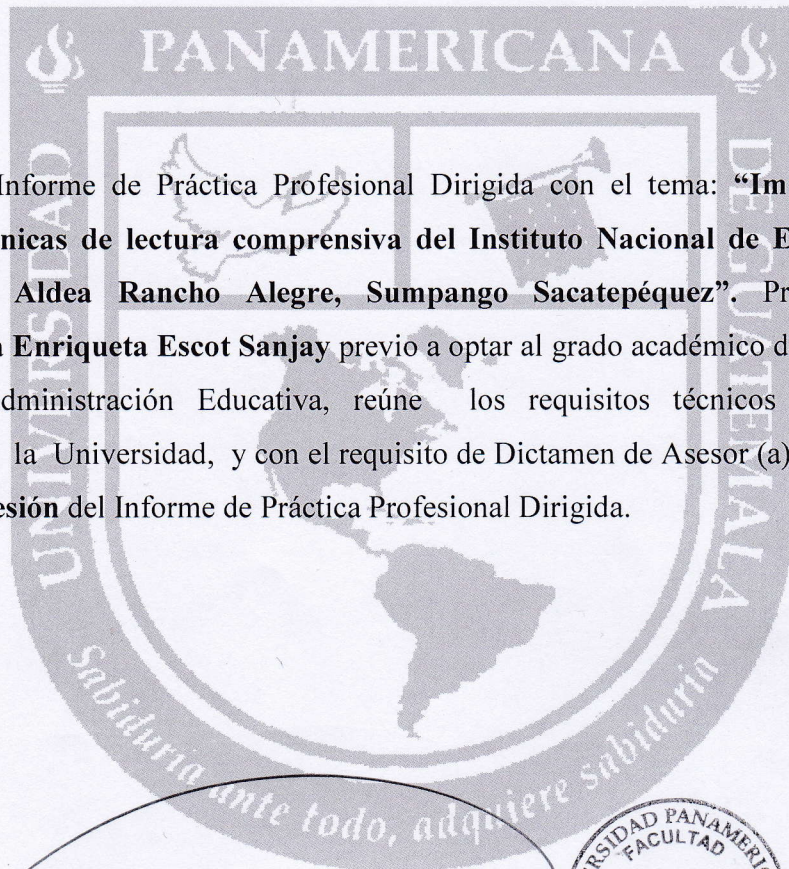 PANAMERICANA
UNIVERSIDAD
DE GUATEMALA
Informe de Práctica Profesional Dirigida con el tema: “Im
nicas de lectura comprensiva del Instituto Nacional de E
Aldea Rancho Alegre, Sumpango Sacatepéquez”. Pr
a Enriqueta Escot Sanjay previo a optar al grado académico d
dministración Educativa, reúne los requisitos técnicos
la Universidad, y con el requisito de Dictamen de Asesor (a)
esión del Informe de Práctica Profesional Dirigida.
Sabiduría ante todo, adquiere sabiduría
RSIDAD PANAMERI
FACULTAD